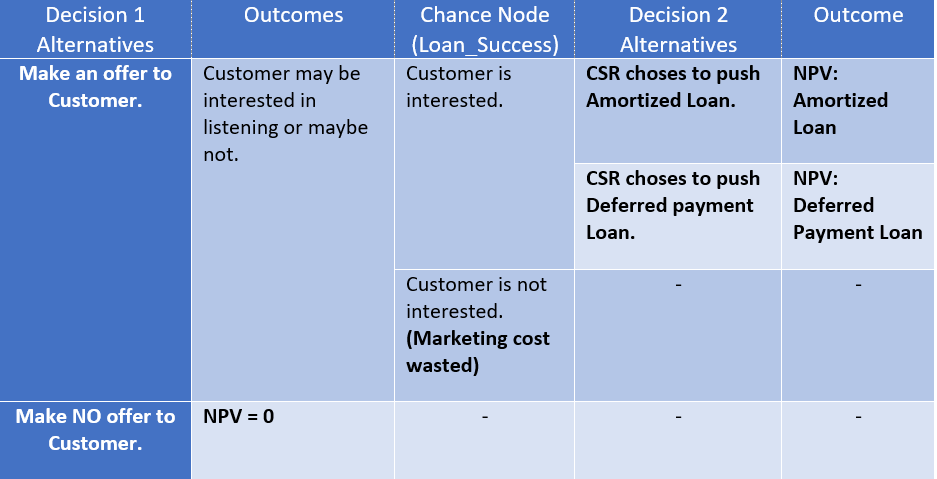 Decision 1
Alternatives
Outcomes
Chance Node
(Loan_Success)
Decision 2
Alternatives
Outcome
Make an offer to
Customer.
Customer may be
interested in
listening or maybe
not.
Customer is
interested.
CSR choses to push
Amortized Loan.
NPV:
Amortized
Loan
CSR choses to push
Deferred payment
Loan.
NPV:
Deferred
Payment Loan
Customer is not
interested.
(Marketing cost
wasted)
-
-
Make NO offer to
Customer.
NPV = 0
-
-
-